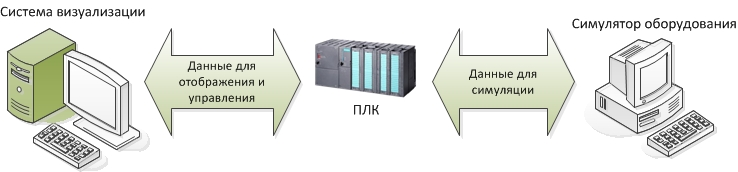 Система визуализации
Симулятор оборудования
Данные для
отображения и
управления
ПЛК
Данные для
симуляции